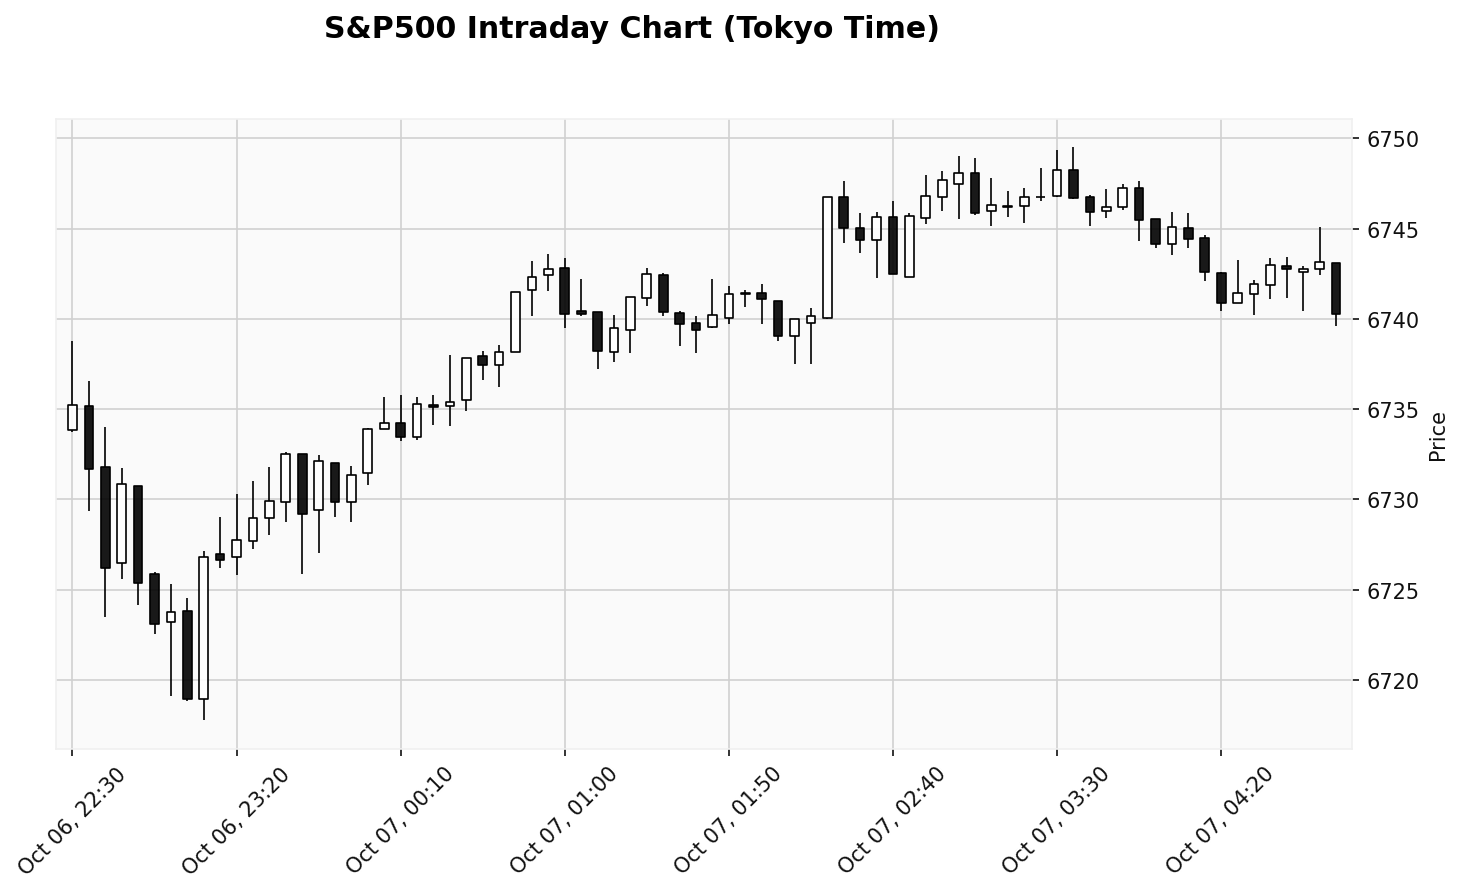 S&P500 Intraday Chart (Tokyo Time)
6750
6745
6740
6735
6730
6725
6720
Price
Oct 06, 22:30
Oct 06, 23:20
Oct 07, 00:10
Oct 07, 01:00
Oct 07, 01:50
Oct 07, 02:40
Oct 07, 03:30
Oct 07, 04:20